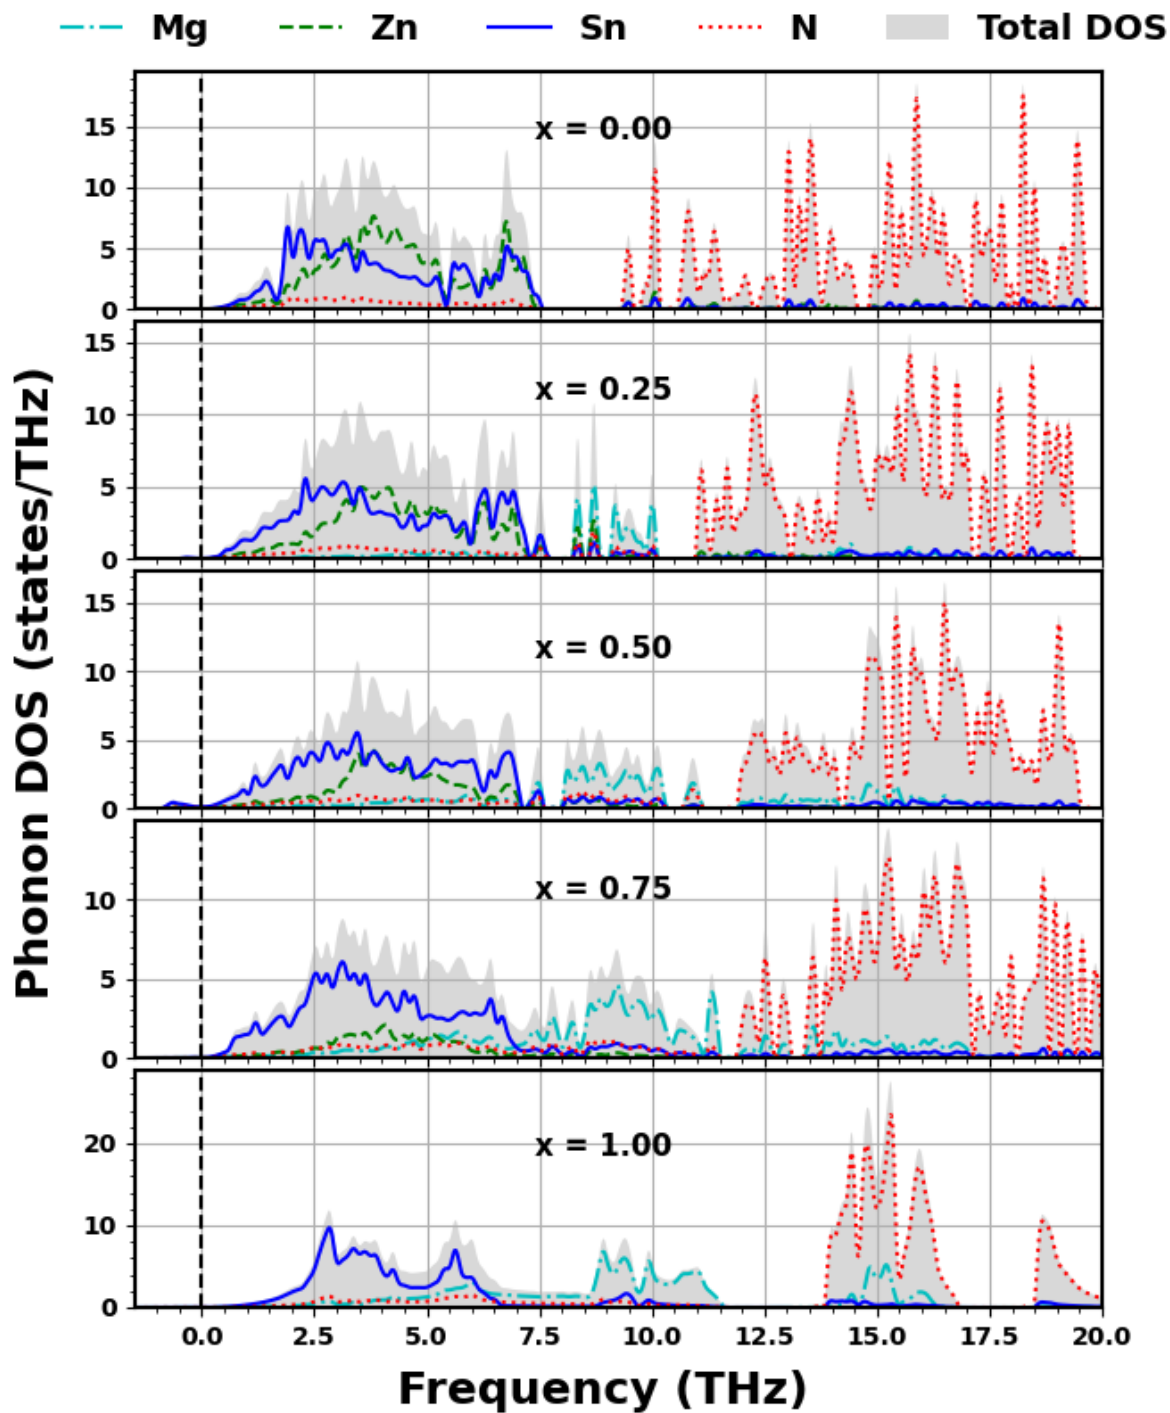 Mg Zn Sn N Total DOS
Phonon DOS (states/THz)
x = 0.00
15
10
5
0
x = 0.25
15
10
5
0
x = 0.50
15
10
5
0
x = 0.75
10
5
0
x = 1.00
20
10
0
0.0 2.5 5.0 7.5 10.0 12.5 15.0 17.5 20.0
Frequency (THz)